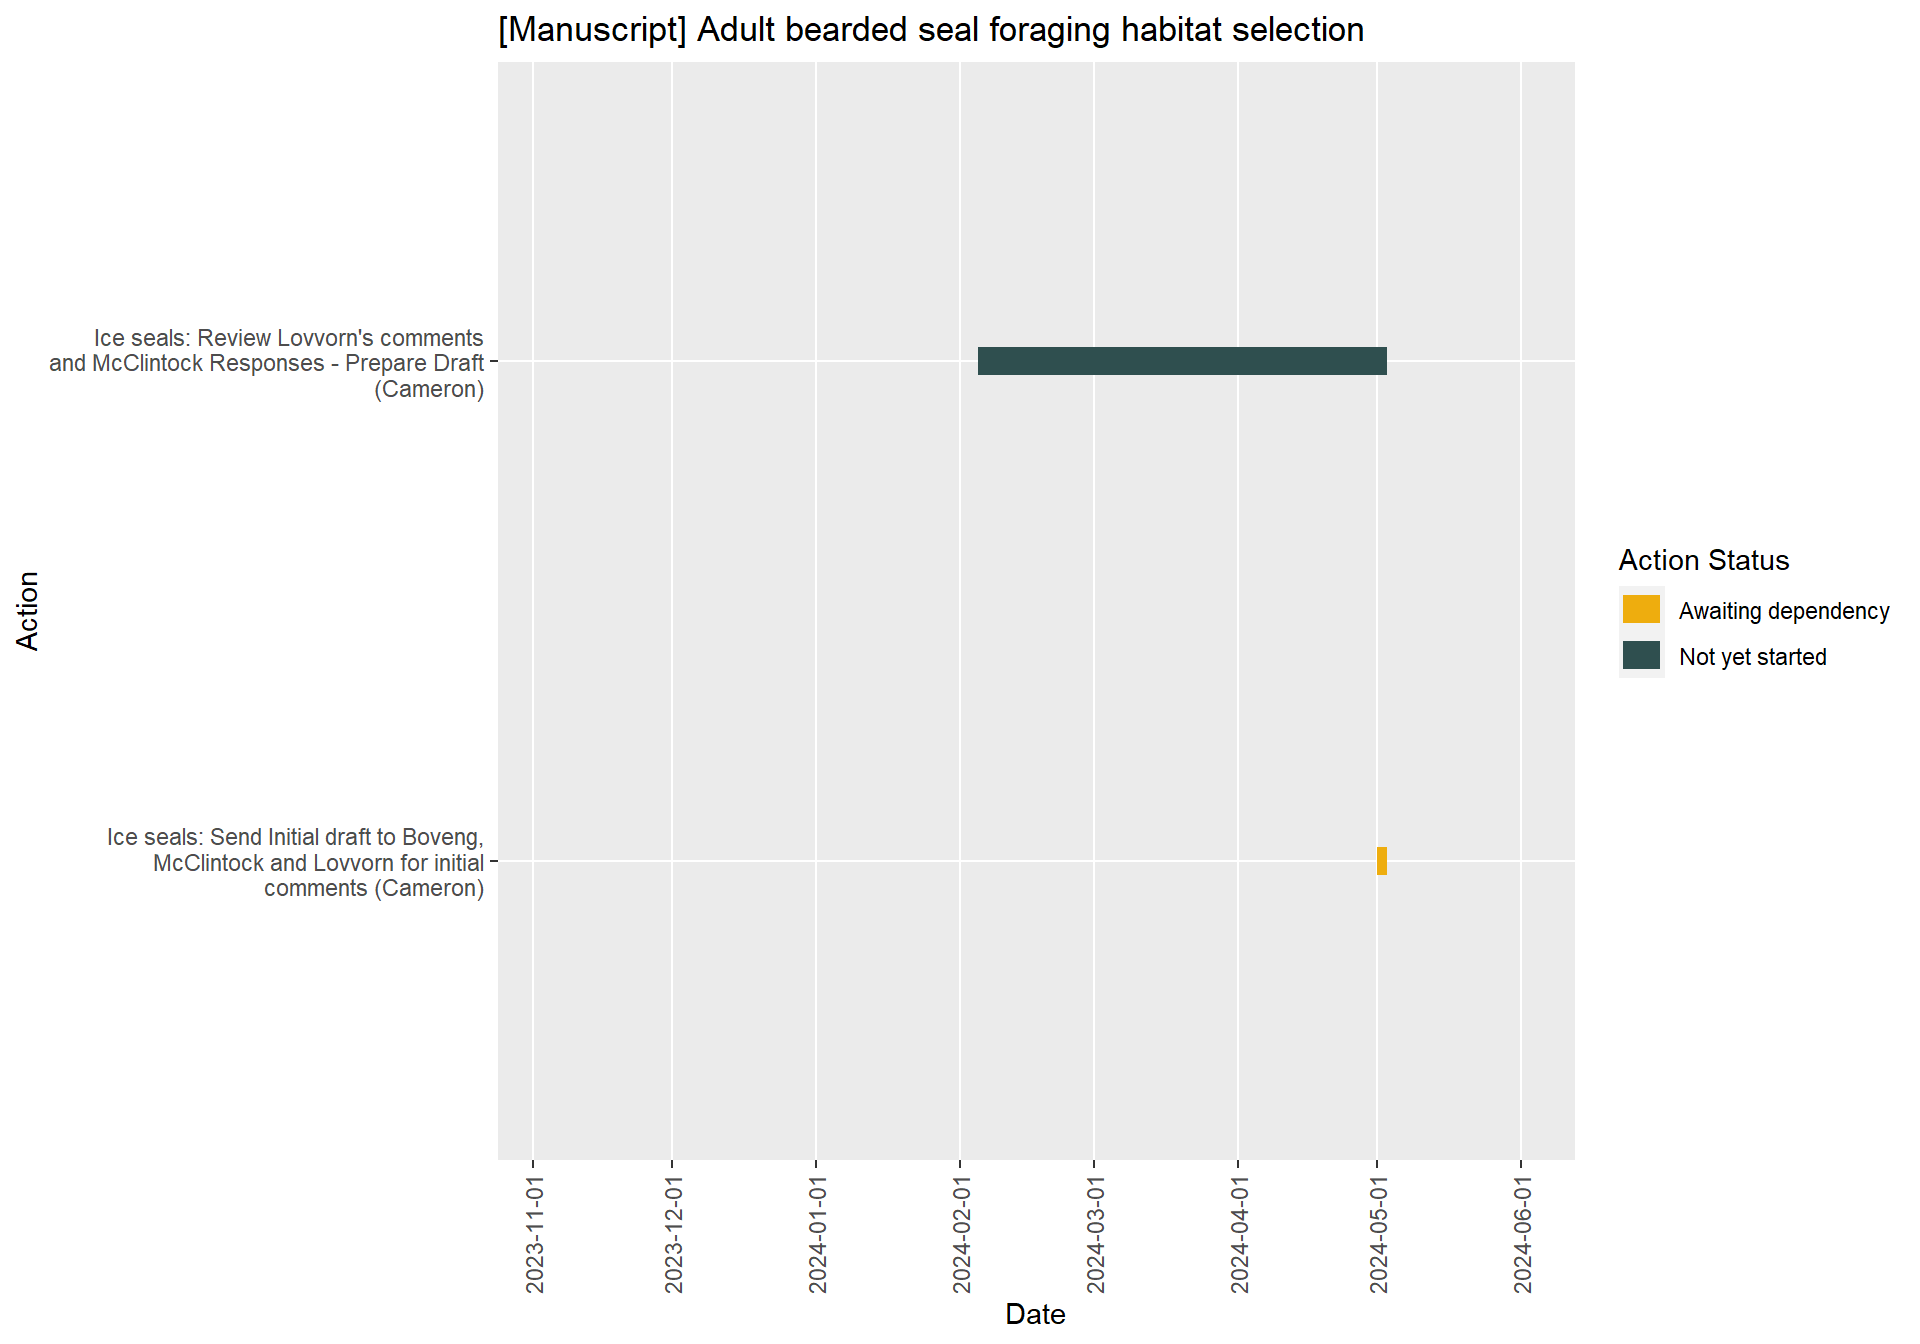 [Manuscript] Adult bearded seal foraging habitat selection
Ice seals: Review Lovvorn's comments
and McClintock Responses - Prepare Draft
(Cameron)
Action
Ice seals: Send Initial draft to Boveng,
McClintock and Lovvorn for initial
comments (Cameron)
2023-11-01
2023-12-01
2024-01-01
2024-02-01
2024-03-01
2024-04-01
2024-05-01
2024-06-01
Date
Action Status
Awaiting dependency
Not yet started